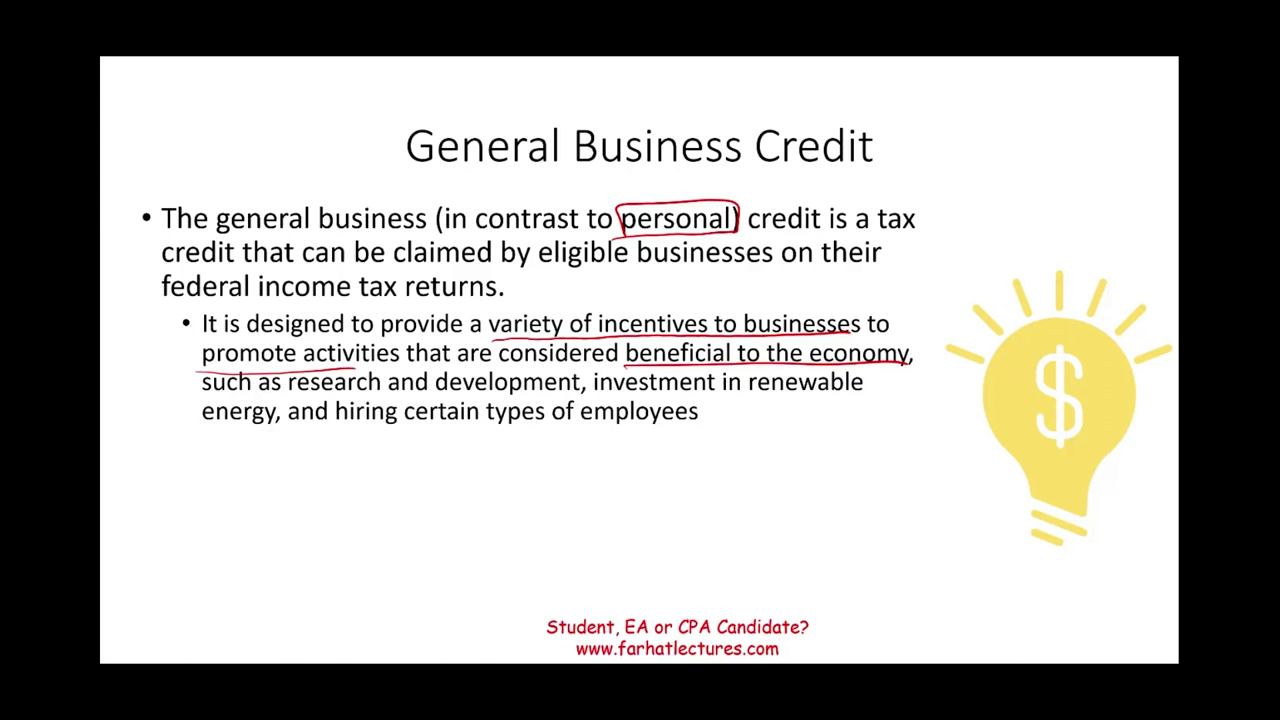 General Business Credit
• The general business (in contrast to personal) credit is a tax
credit that can be claimed by eligible businesses on their
federal income tax returns.
• It is designed to provide a variety of incentives to businesses to
promote activities that are considered beneficial to the economy,
such as research and development, investment in renewable
energy, and hiring certain types of employees
$
Student, EA or CPA Candidate?
www.farhatlectures.com